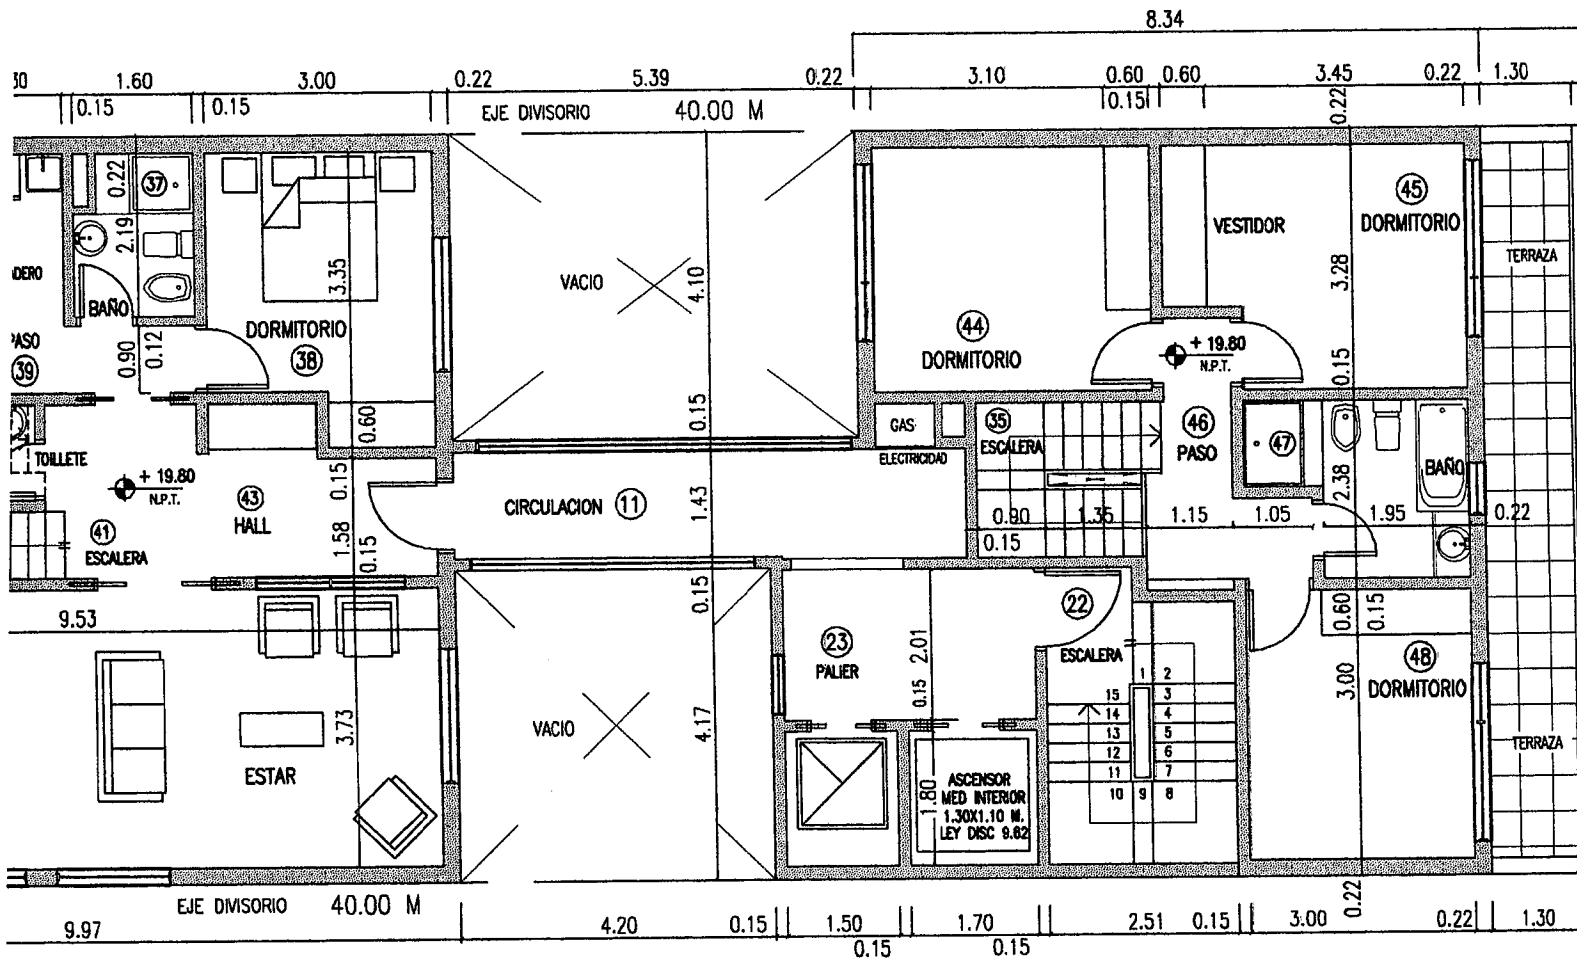 8.34
1.60 3.00 0.22 5.39 0.22 3.10 0.60 0.60 3.45 0.22 1.30
0.15 0.15 EJE DIVISORIO 40.00 M 0.15 0.22
0.22 37 2.19 BAÑO
3.35 DORMITORIO 38
VACIO 4.10
44 DORMITORIO
VESTIDOR
45 DORMITORIO
3.28
TERRAZA
PASO 39
0.90 0.12
+ 19.80 N.P.T.
0.15
0.60 0.15
GAS
ELECTRICIDAD
35 ESCALERA
46 PASO
47
BAÑO
2.38
TOILLETE
+ 19.80 N.P.T.
43 HALL
41 ESCALERA
0.15 1.58 0.15
CIRCULACION 11
1.43
0.90 1.35 1.15 1.05 1.95 0.22
0.15
0.15
9.53
22 ESCALERA
23 PALIER
2.01 0.15
0.60 0.15
48 DORMITORIO
3.00
3.73
ESTAR
VACIO 4.17
1 2
15 3
14 4
13 5
12 6
11 7
10 9 8
1.80
ASCENSOR
MED INTERIOR
1.30X1.10 M.
LEY DISC 9.62
TERRAZA
EJE DIVISORIO 40.00 M
0.22
9.97 4.20 0.15 1.50 1.70 2.51 0.15 3.00 0.22 1.30
0.15 0.15